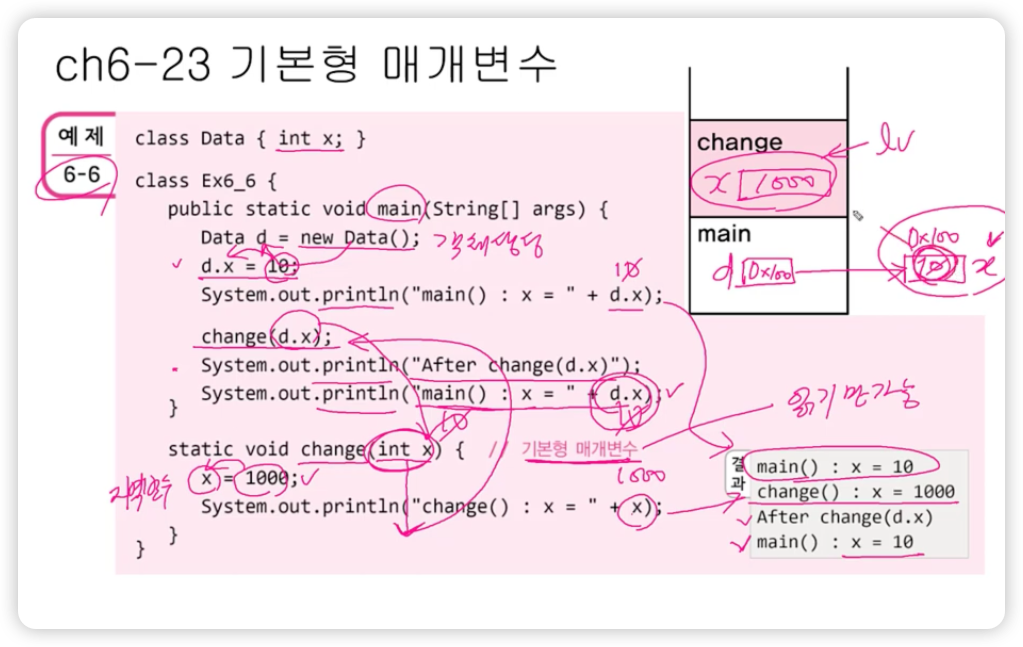 ch6-23 기본형 매개변수
예제
6-6
class Data { int x; }
class Ex6_6 {
public static void main(String[] args) {
Data d = new Data(); 객체생성
d.x = 10;
10
System.out.println("main() : x = " + d.x);
change(d.x);
System.out.println("After change(d.x)");
System.out.println("main() : x = " + d.x);
10
}
10
static void change(int x) { // 기본형 매개변수
읽기만가능
지역변수 x = 1000;
1000
System.out.println("change() : x = " + x);
}
}
change
lv
x 1000
main
d 0x100
0x100
10 x
결과
main() : x = 10
change() : x = 1000
After change(d.x)
main() : x = 10